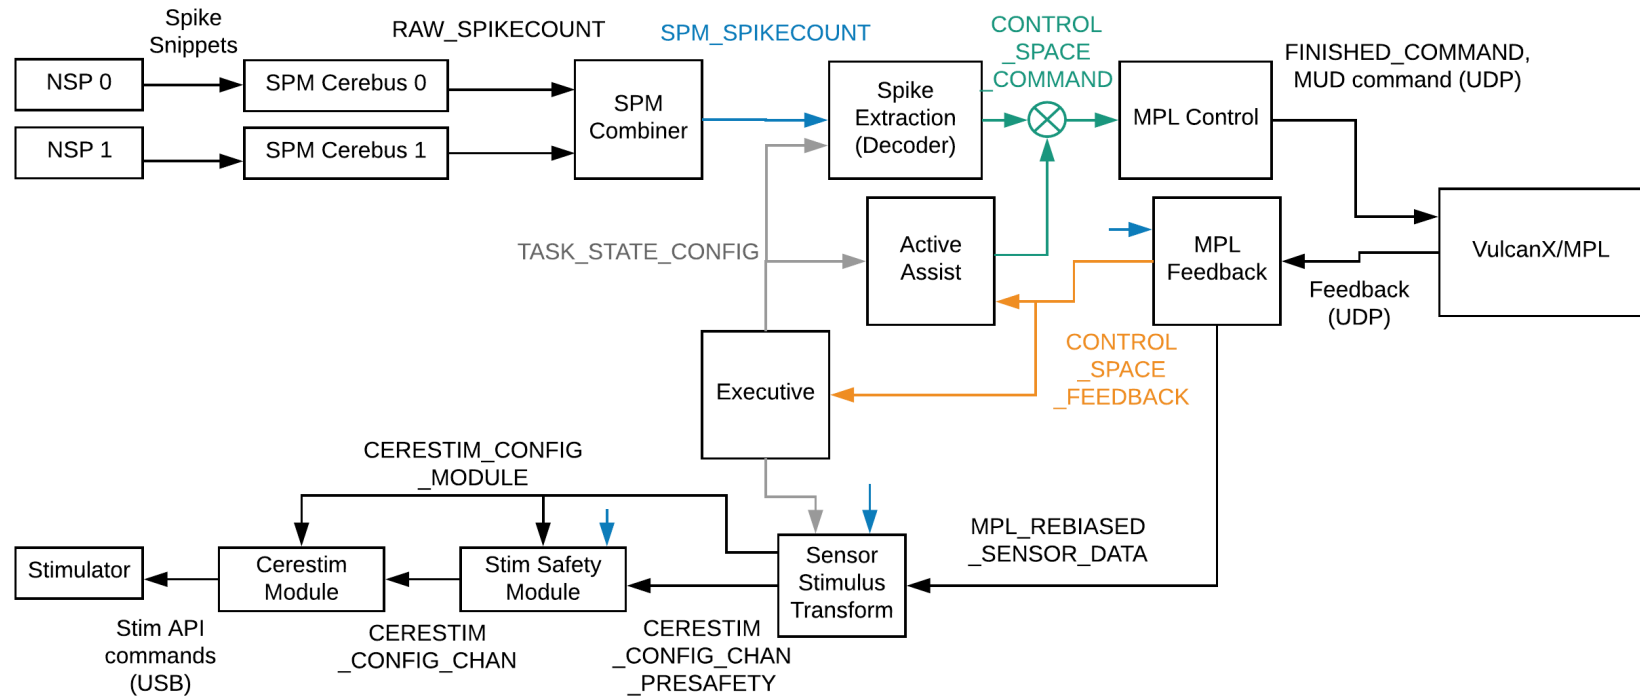 Spike
Snippets
RAW_SPIKECOUNT
SPM_SPIKECOUNT
CONTROL
_SPACE
_COMMAND
FINISHED_COMMAND,
MUD command (UDP)
NSP 0
SPM Cerebus 0
NSP 1
SPM Cerebus 1
SPM
Combiner
Spike
Extraction
(Decoder)
MPL Control
TASK_STATE_CONFIG
Active
Assist
MPL
Feedback
VulcanX/MPL
Feedback
(UDP)
CONTROL
_SPACE
_FEEDBACK
Executive
CERESTIM_CONFIG
_MODULE
MPL_REBIASED
_SENSOR_DATA
Stimulator
Cerestim
Module
Stim Safety
Module
Sensor
Stimulus
Transform
Stim API
commands
(USB)
CERESTIM
_CONFIG_CHAN
CERESTIM
_CONFIG_CHAN
_PRESAFETY